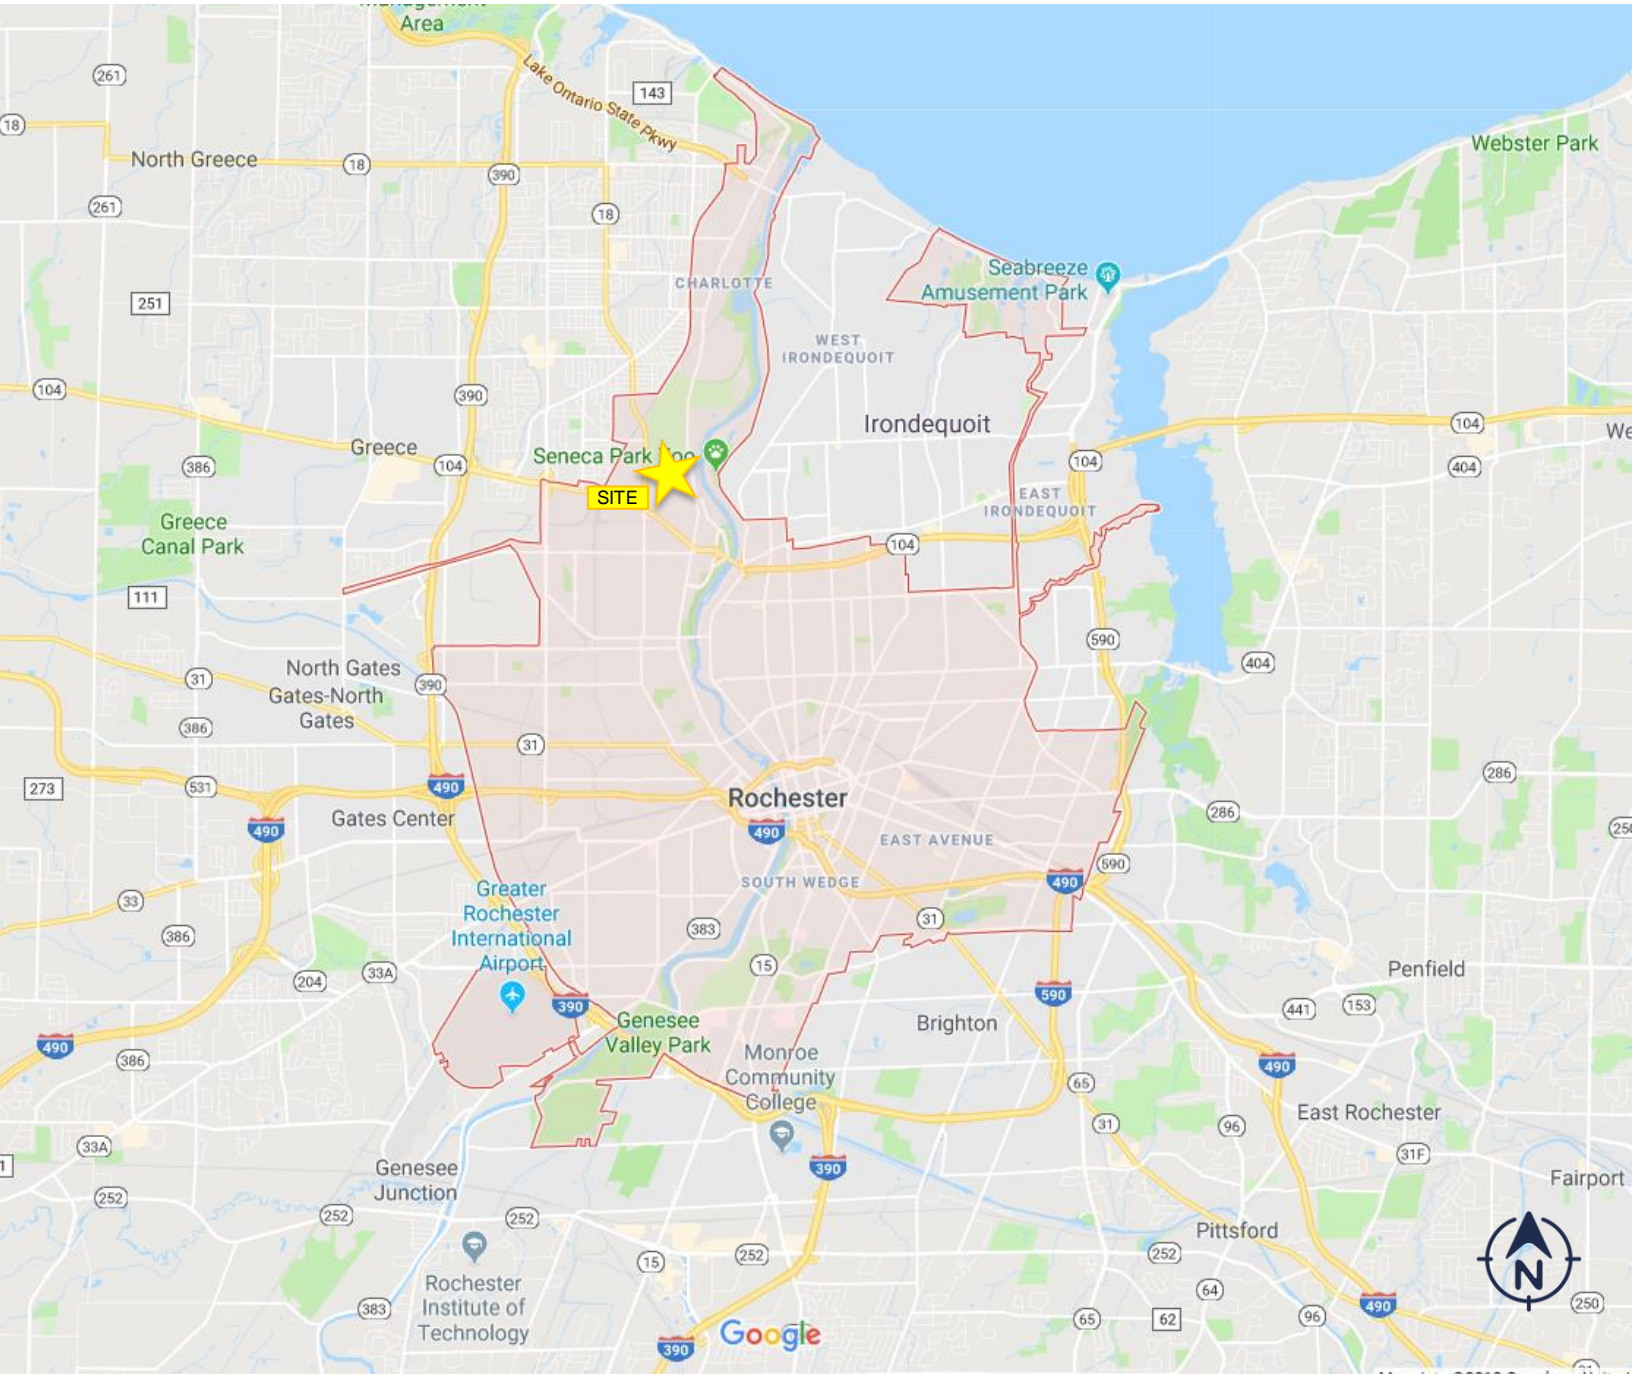 Area
261
143
Lake Ontario State Pkwy
18
Webster Park
North Greece
18
390
261
18
CHARLOTTE
Seabreeze
Amusement Park
251
WEST
IRONDEQUOIT
104
390
Irondequoit
104
Greece
Seneca Park Zoo
104
386
104
404
SITE
EAST
IRONDEQUOIT
Greece
Canal Park
104
111
590
404
North Gates
Gates-North
Gates
31
390
386
31
286
273
531
490
Rochester
286
Gates Center
490
490
EAST AVENUE
590
SOUTH WEDGE
490
Greater
Rochester
International
Airport
33
31
383
386
15
33A
204
Penfield
390
590
441
153
Genesee
Valley Park
Brighton
490
386
Monroe
Community
College
490
65
East Rochester
31
96
33A
31F
1
390
Genesee
Junction
Fairport
252
252
252
Pittsford
252
15
252
N
Rochester
Institute of
Technology
64
250
383
490
65
62
96
Google
390